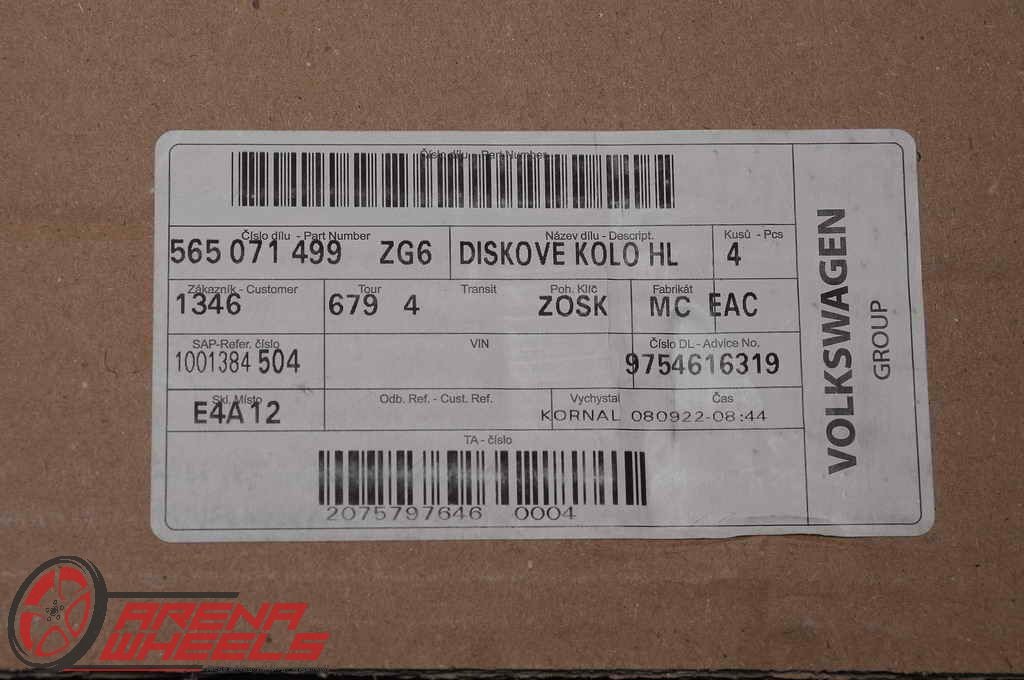 Číslo dílu - Part Number
Číslo dílu - Part Number
565 071 499 ZG6
Název dílu - Descript.
DISKOVE KOLO HL
Kusů - Pcs
4
Zákazník - Customer
1346
Tour
679 4
Transit
Poh. Klíč
ZOSK
Fabrikát
MC EAC
SAP-Refer. číslo
1001384 504
VIN
Číslo DL - Advice No.
9754616319
Skl. Místo
E4A12
Odb. Ref. - Cust. Ref.
Vychystal
KORNAL
Čas
080922-08:44
TA - číslo
2075797646 0004
VOLKSWAGEN
GROUP
ARENA
WHEELS